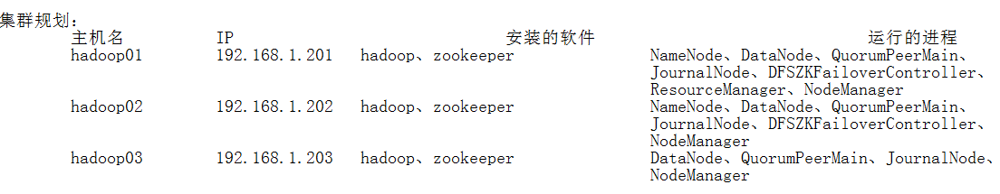 集群规划：
主机名 IP 安装的软件 运行的进程
hadoop01 192.168.1.201 hadoop、zookeeper NameNode、DataNode、QuorumPeerMain、
JournalNode、DFSZKFailoverController、
ResourceManager、NodeManager
hadoop02 192.168.1.202 hadoop、zookeeper NameNode、DataNode、QuorumPeerMain、
JournalNode、DFSZKFailoverController、
NodeManager
hadoop03 192.168.1.203 hadoop、zookeeper DataNode、QuorumPeerMain、JournalNode、
NodeManager